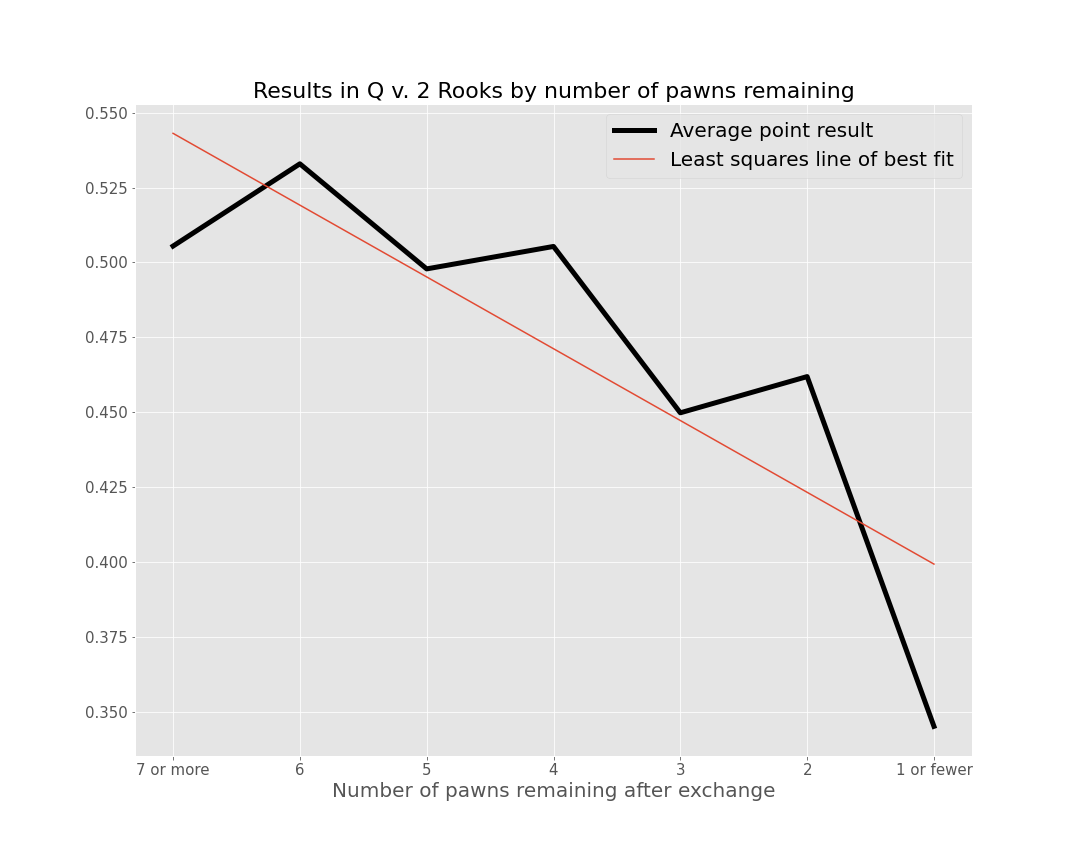 Results in Q v. 2 Rooks by number of pawns remaining
Average point result
Least squares line of best fit
0.550
0.525
0.500
0.475
0.450
0.425
0.400
0.375
0.350
7 or more 6 5 4 3 2 1 or fewer
Number of pawns remaining after exchange